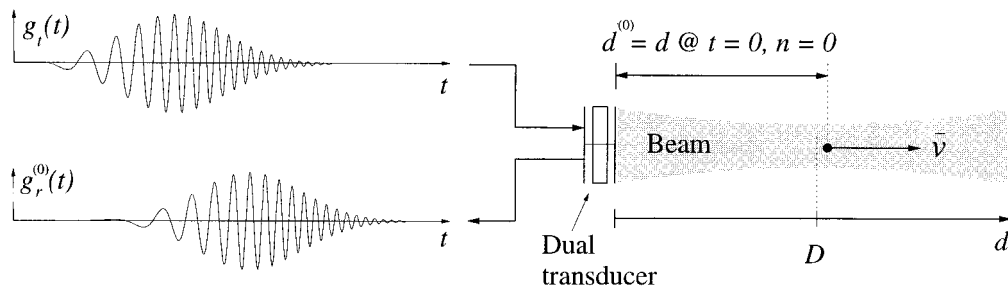 g_t(t)
t
g_r^(0)(t)
t
d^(0) = d @ t = 0, n = 0
Beam
v̄
Dual
transducer
D
d